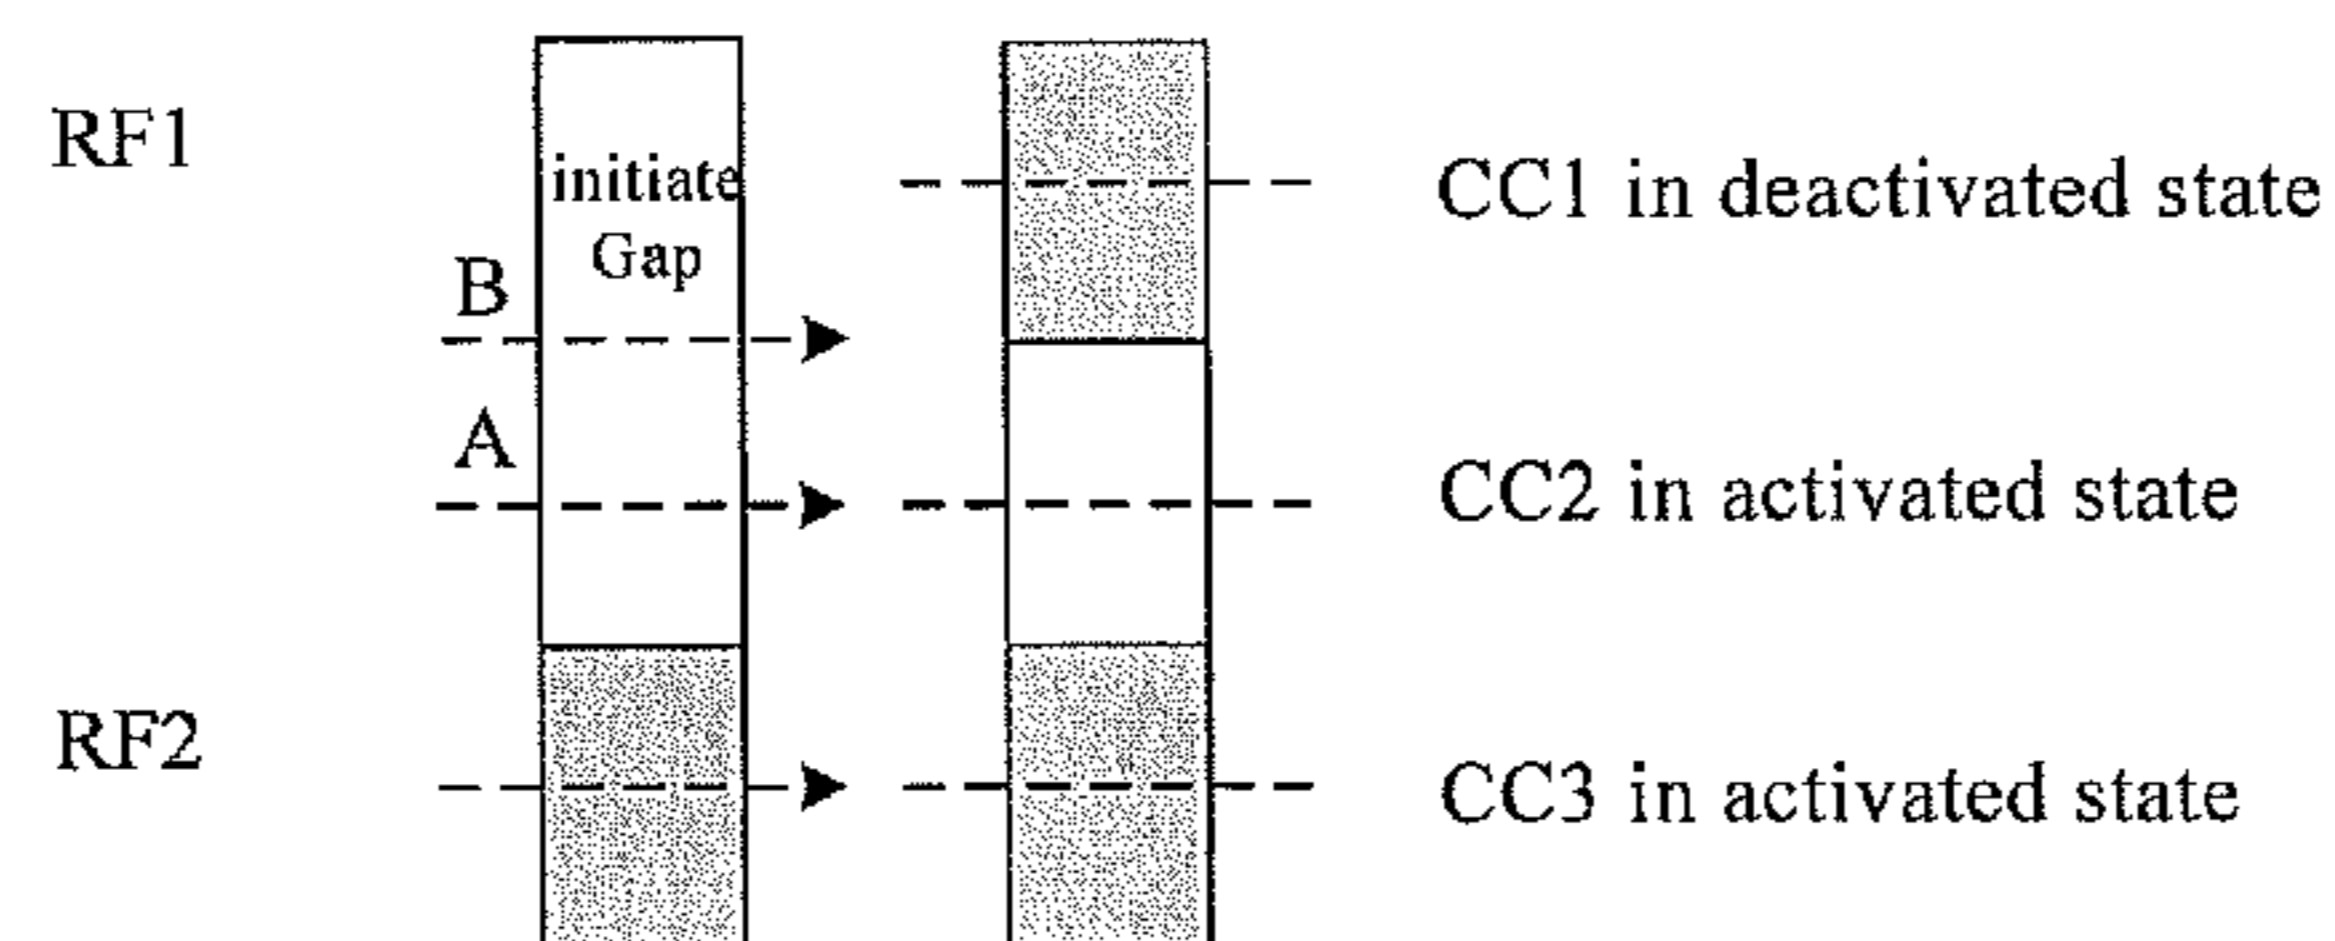 RF1
initiate
Gap
CC1 in deactivated state
B
A
CC2 in activated state
RF2
CC3 in activated state